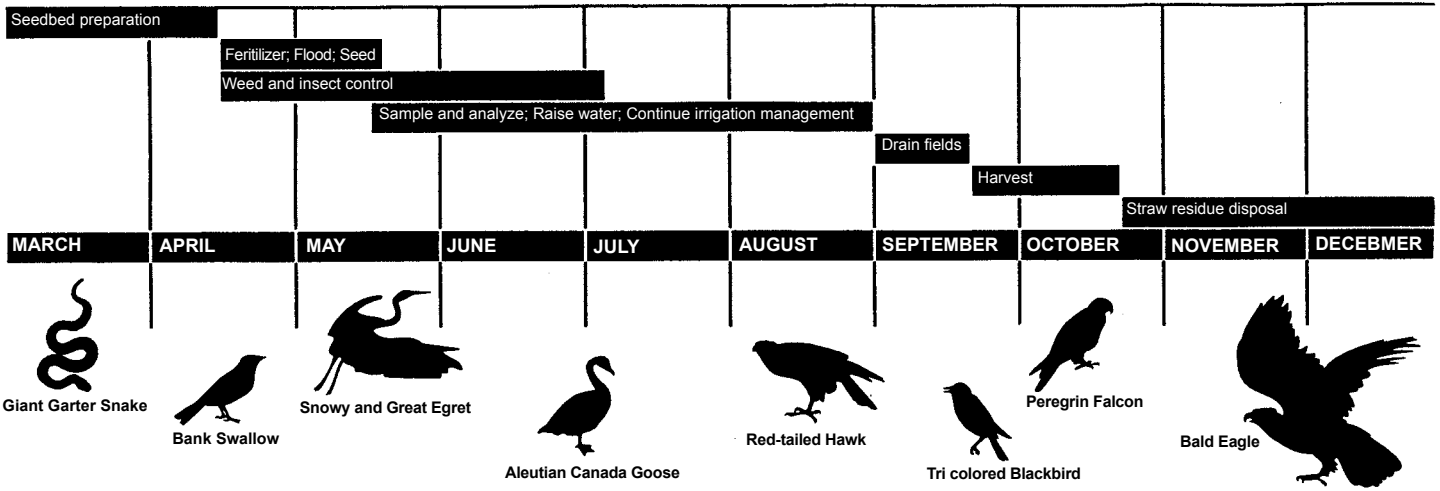 Seedbed preparation
Feritilizer; Flood; Seed
Weed and insect control
Sample and analyze; Raise water; Continue irrigation management
Drain fields
Harvest
Straw residue disposal
MARCH APRIL MAY JUNE JULY AUGUST SEPTEMBER OCTOBER NOVEMBER DECEBMER
Giant Garter Snake
Bank Swallow
Snowy and Great Egret
Aleutian Canada Goose
Red-tailed Hawk
Tri colored Blackbird
Peregrin Falcon
Bald Eagle